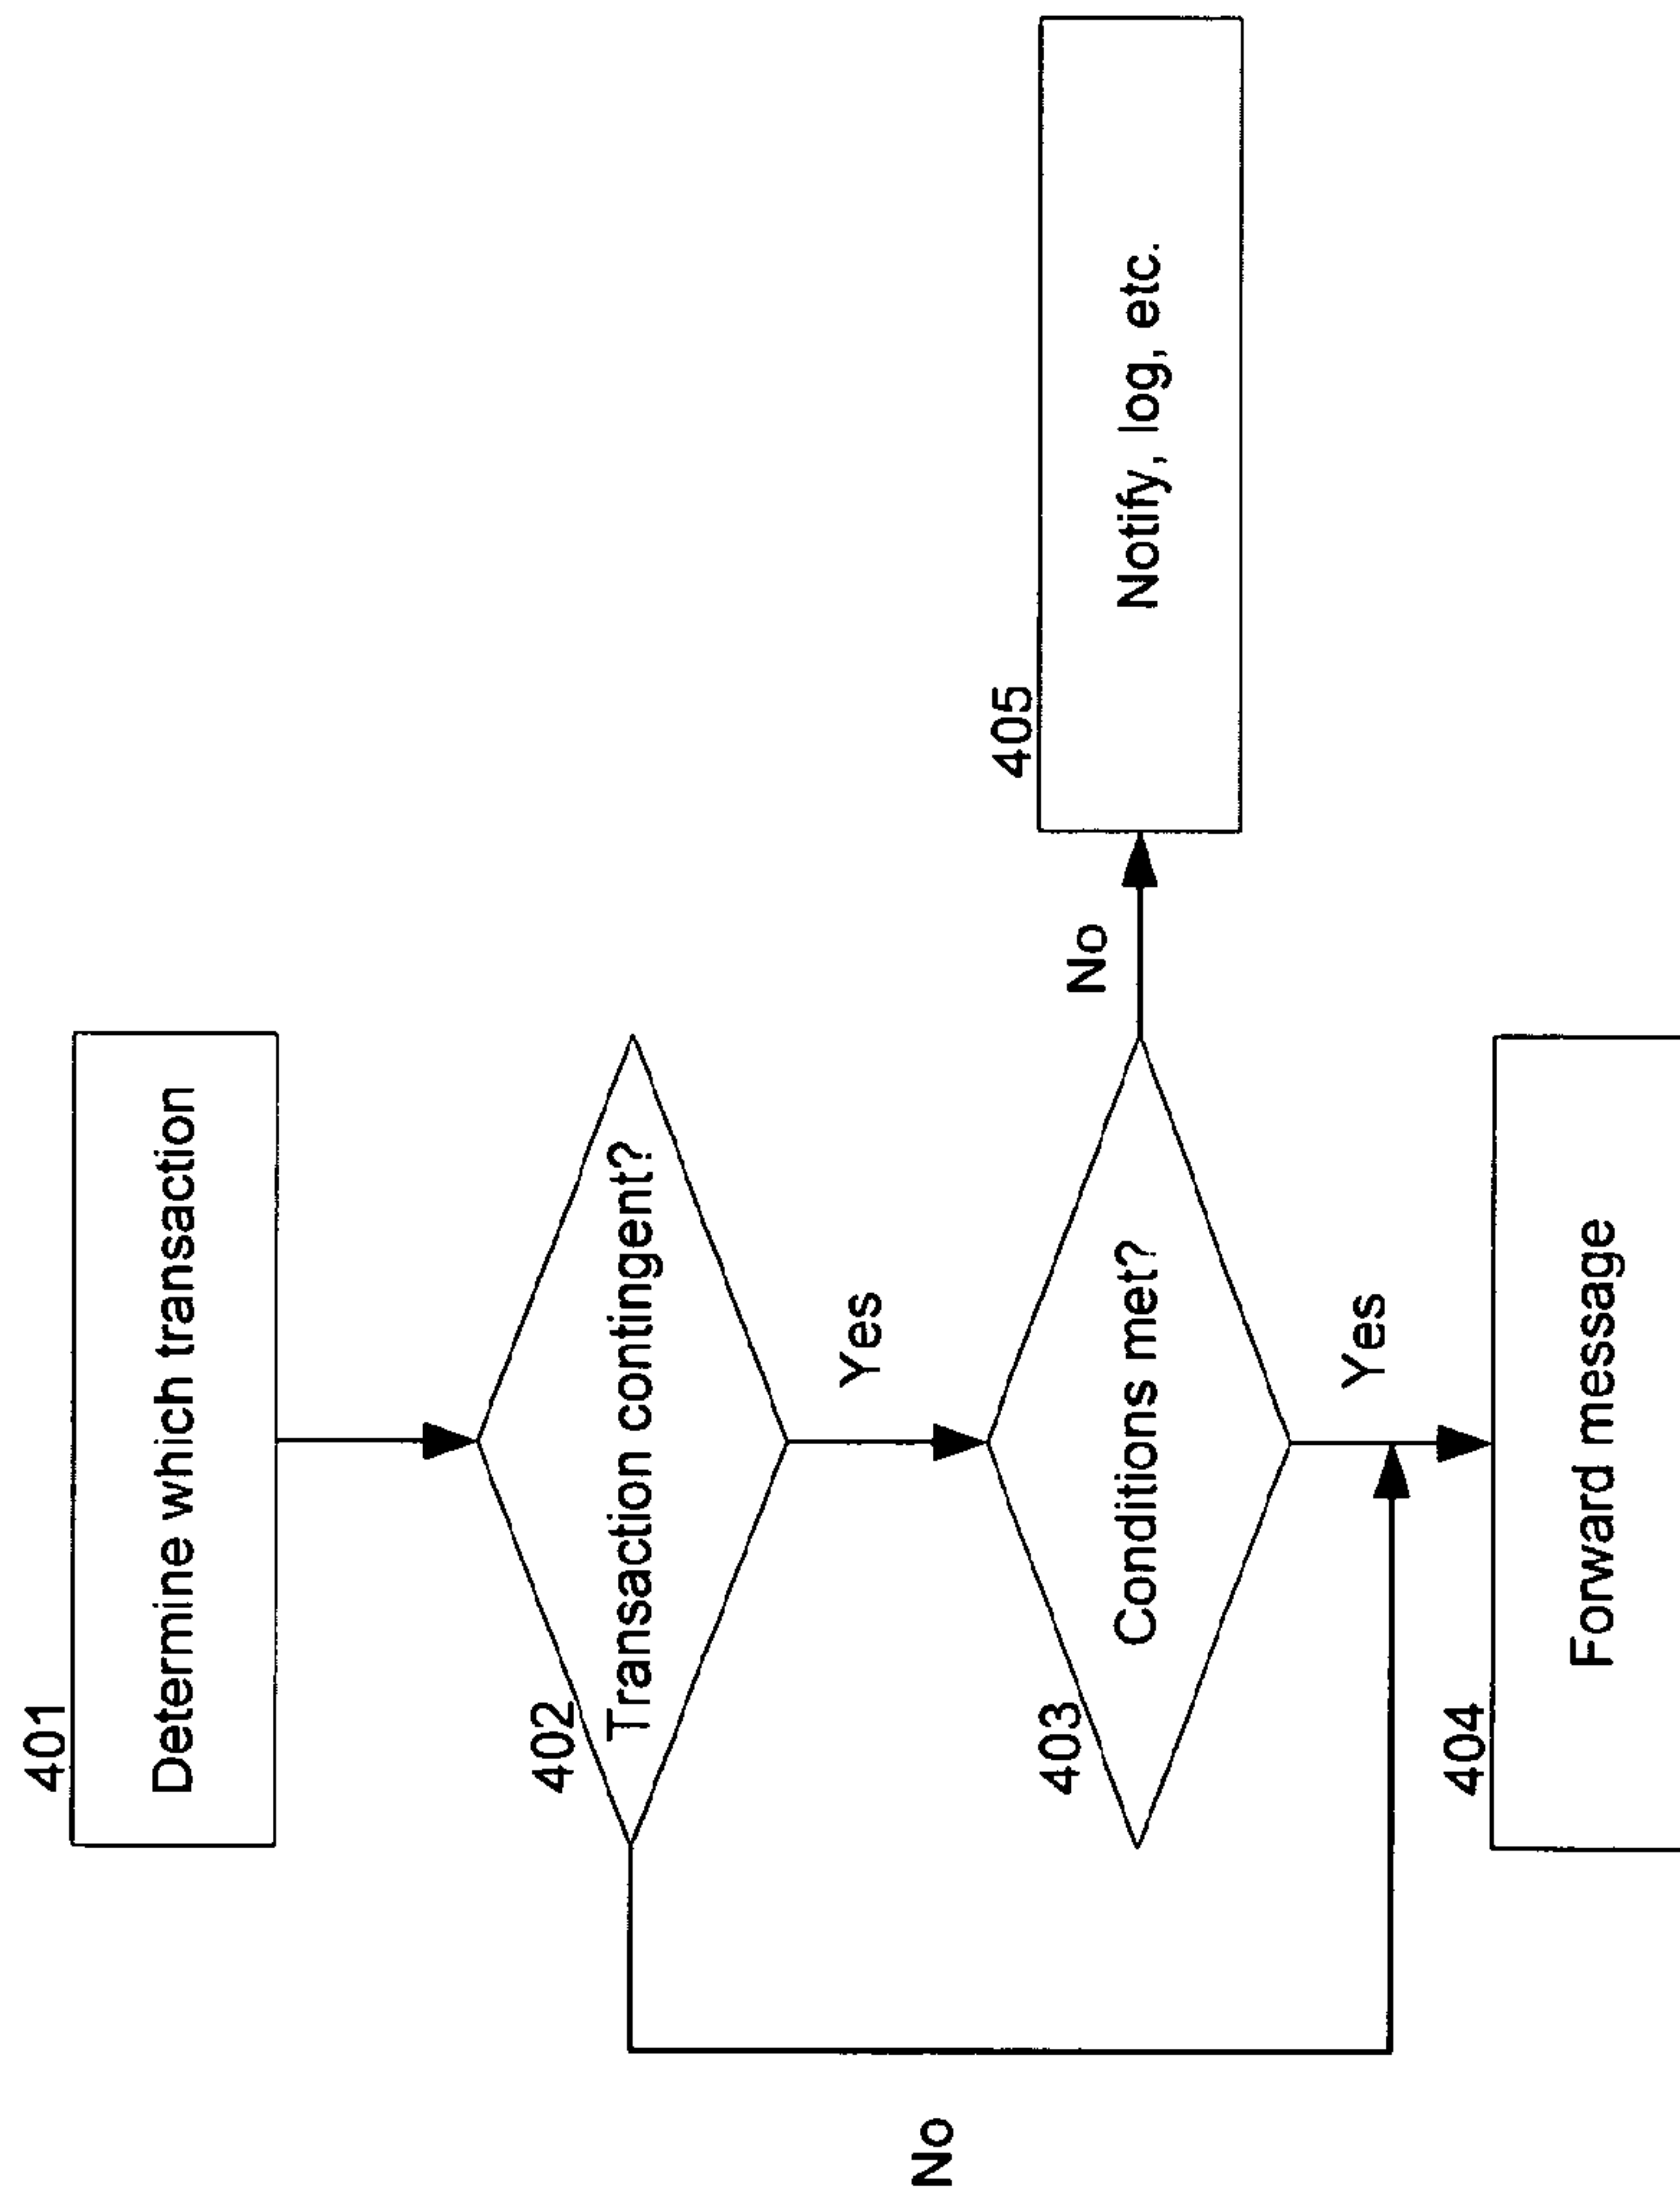 401
Determine which transaction
402
Transaction contingent?
No
Yes
403
Conditions met?
No
405
Notify, log, etc.
Yes
404
Forward message